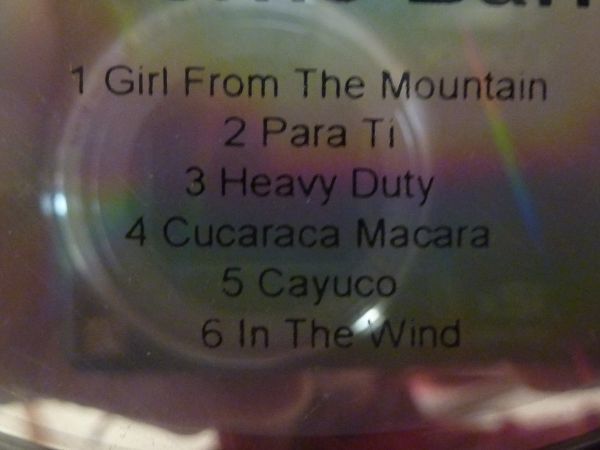 1 Girl From The Mountain
2 Para Ti
3 Heavy Duty
4 Cucaraca Macara
5 Cayuco
6 In The Wind